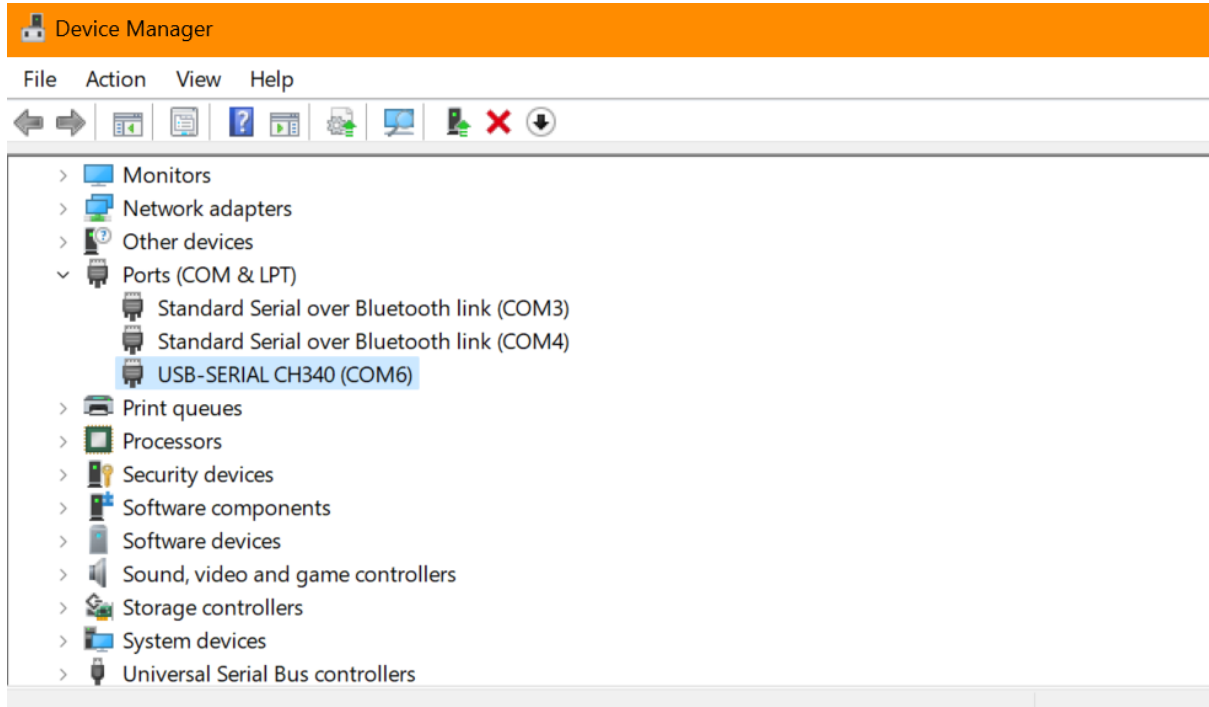 Device Manager
File Action View Help
Monitors
Network adapters
Other devices
Ports (COM & LPT)
Standard Serial over Bluetooth link (COM3)
Standard Serial over Bluetooth link (COM4)
USB-SERIAL CH340 (COM6)
Print queues
Processors
Security devices
Software components
Software devices
Sound, video and game controllers
Storage controllers
System devices
Universal Serial Bus controllers